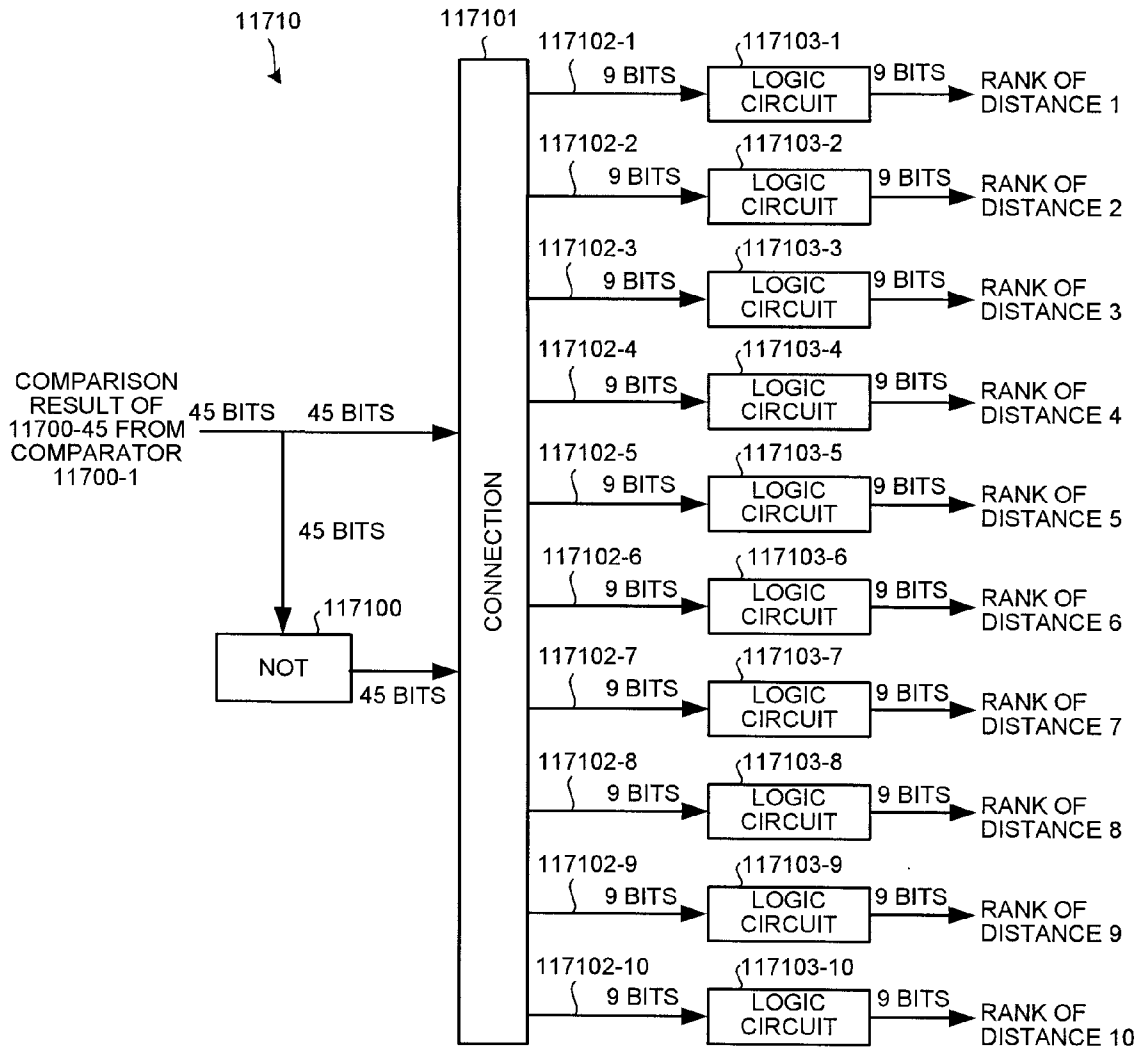 11710
117101
117102-1
117103-1
9 BITS
LOGIC
CIRCUIT
9 BITS
RANK OF
DISTANCE 1
117102-2
117103-2
9 BITS
LOGIC
CIRCUIT
9 BITS
RANK OF
DISTANCE 2
117102-3
117103-3
9 BITS
LOGIC
CIRCUIT
9 BITS
RANK OF
DISTANCE 3
117102-4
117103-4
9 BITS
LOGIC
CIRCUIT
9 BITS
RANK OF
DISTANCE 4
COMPARISON
RESULT OF
11700-45 FROM
COMPARATOR
11700-1
45 BITS
45 BITS
45 BITS
117100
NOT
45 BITS
CONNECTION
117102-5
117103-5
9 BITS
LOGIC
CIRCUIT
9 BITS
RANK OF
DISTANCE 5
117102-6
117103-6
9 BITS
LOGIC
CIRCUIT
9 BITS
RANK OF
DISTANCE 6
117102-7
117103-7
9 BITS
LOGIC
CIRCUIT
9 BITS
RANK OF
DISTANCE 7
117102-8
117103-8
9 BITS
LOGIC
CIRCUIT
9 BITS
RANK OF
DISTANCE 8
117102-9
117103-9
9 BITS
LOGIC
CIRCUIT
9 BITS
RANK OF
DISTANCE 9
117102-10
117103-10
9 BITS
LOGIC
CIRCUIT
9 BITS
RANK OF
DISTANCE 10